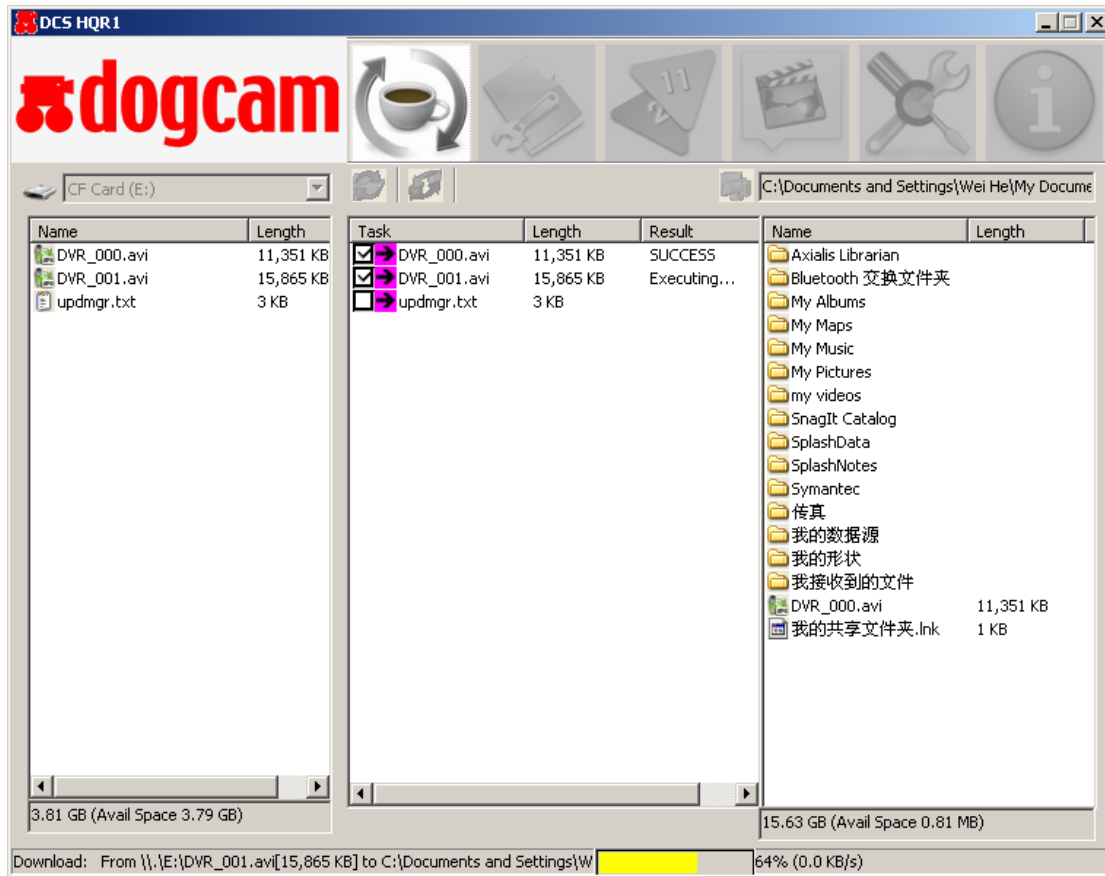 DCS HQR1
dogcam
11
2
CF Card (E:)
C:\Documents and Settings\Wei He\My Docume
Name Length
DVR_000.avi 11,351 KB
DVR_001.avi 15,865 KB
updmgr.txt 3 KB
3.81 GB (Avail Space 3.79 GB)
Task Length Result
DVR_000.avi 11,351 KB SUCCESS
DVR_001.avi 15,865 KB Executing...
updmgr.txt 3 KB
Name Length
Axialis Librarian
Bluetooth 交换文件夹
My Albums
My Maps
My Music
My Pictures
my videos
SnagIt Catalog
SplashData
SplashNotes
Symantec
传真
我的数据源
我的形状
我接收到的文件
DVR_000.avi 11,351 KB
我的共享文件夹.lnk 1 KB
15.63 GB (Avail Space 0.81 MB)
Download: From \\.\E:\DVR_001.avi[15,865 KB] to C:\Documents and Settings\W 64% (0.0 KB/s)